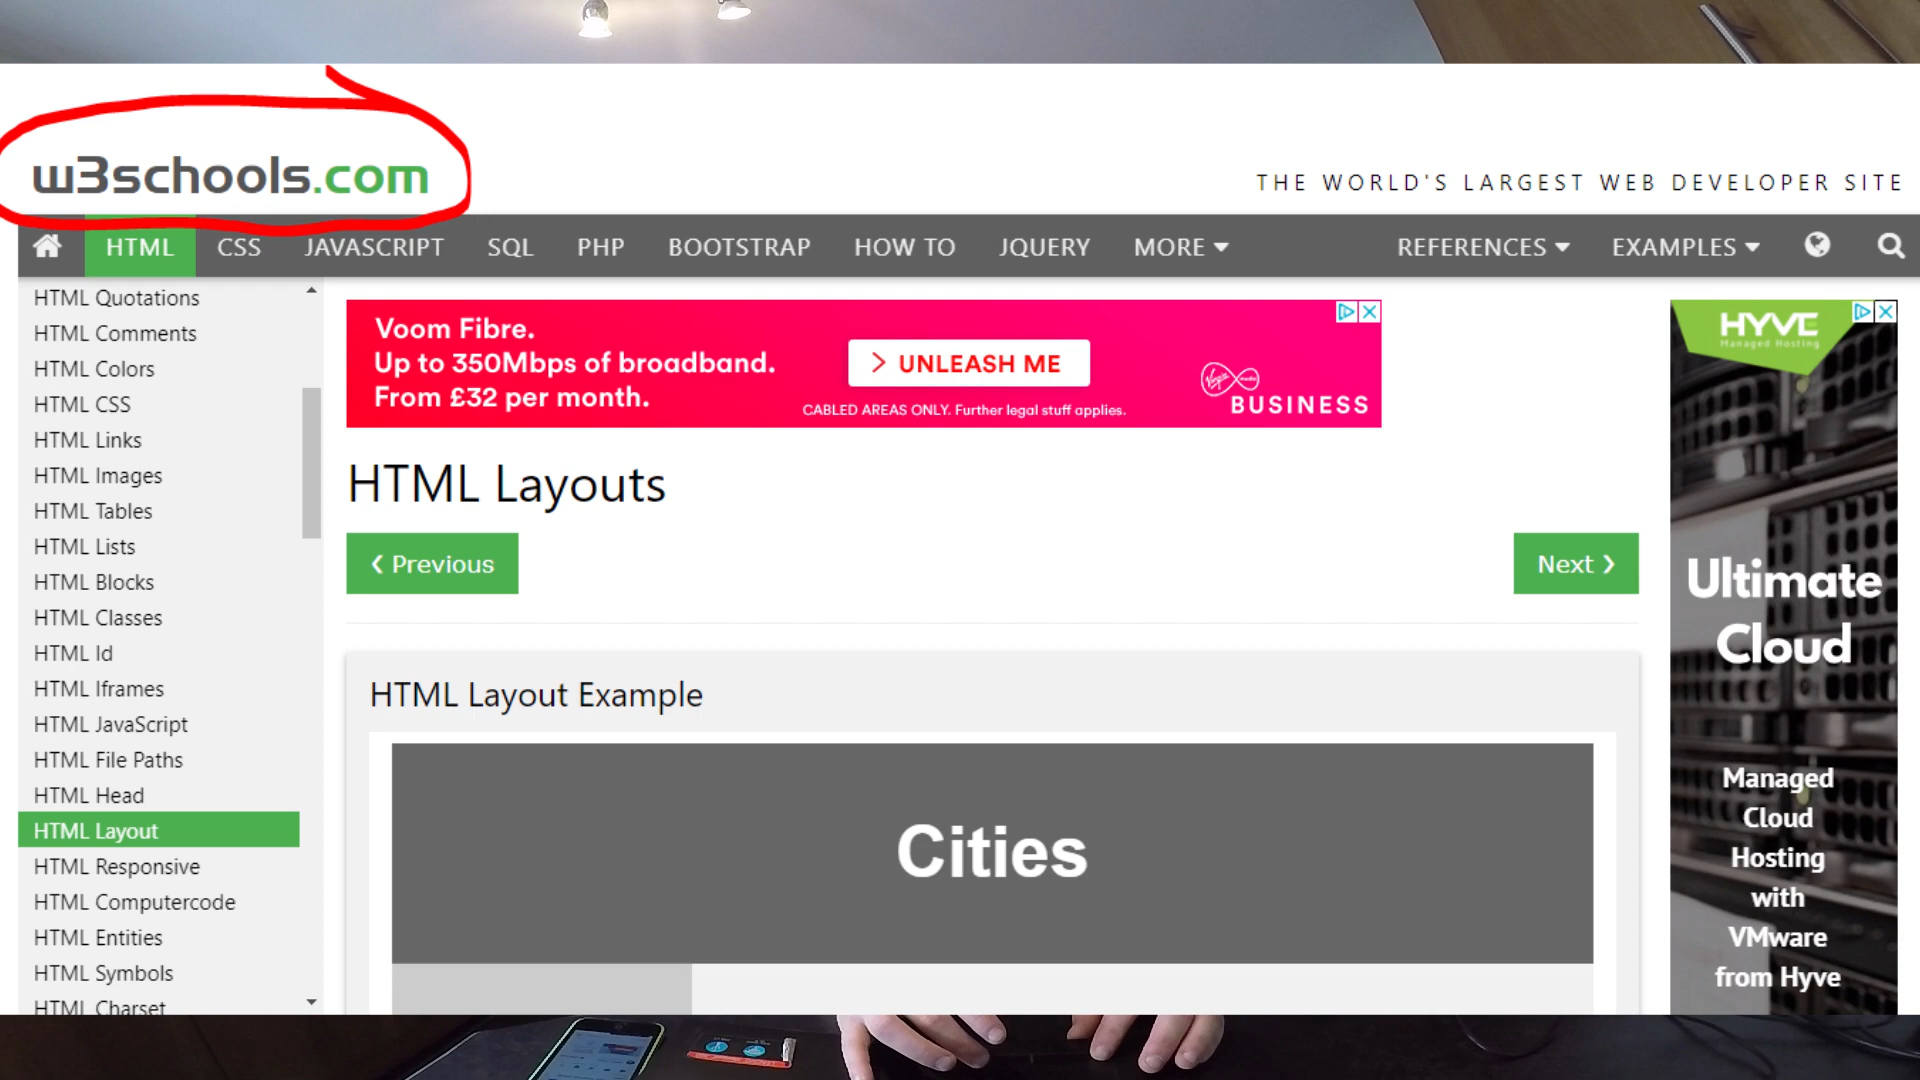 w3schools.com
THE WORLD'S LARGEST WEB DEVELOPER SITE
HTML CSS JAVASCRIPT SQL PHP BOOTSTRAP HOW TO JQUERY MORE REFERENCES EXAMPLES
HTML Quotations
HTML Comments
HTML Colors
HTML CSS
HTML Links
HTML Images
HTML Tables
HTML Lists
HTML Blocks
HTML Classes
HTML Id
HTML Iframes
HTML JavaScript
HTML File Paths
HTML Head
HTML Layout
HTML Responsive
HTML Computercode
HTML Entities
HTML Symbols
HTML Charset
Voom Fibre.
Up to 350Mbps of broadband.
From £32 per month.
> UNLEASH ME
CABLED AREAS ONLY. Further legal stuff applies.
Virgin media
BUSINESS
HTML Layouts
❮ Previous
Next ❯
HTML Layout Example
Cities
HYVE
Managed Hosting
Ultimate
Cloud
Managed
Cloud
Hosting
with
VMware
from Hyve